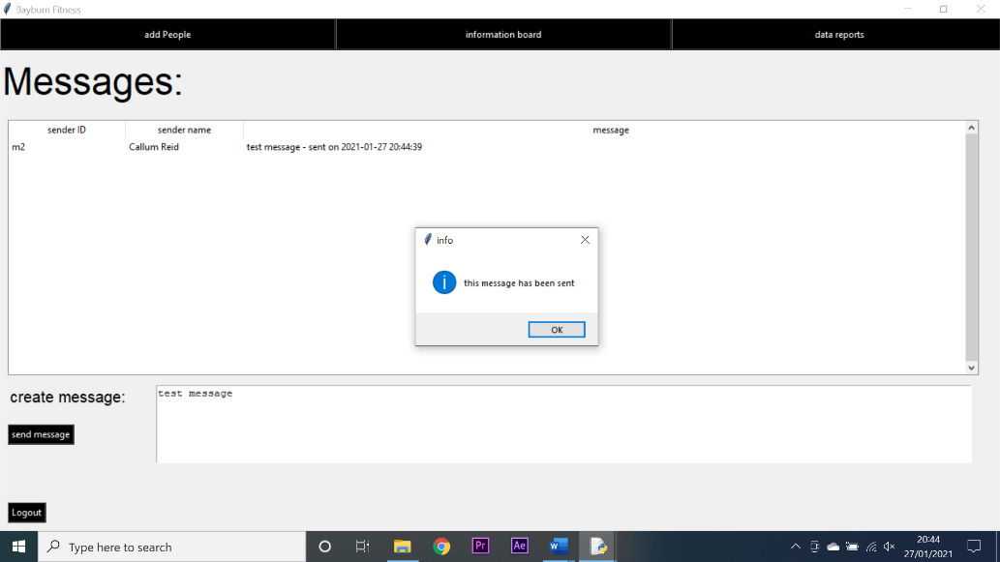 Bayburn Fitness
add People information board data reports
Messages:
sender ID sender name message
m2 Callum Reid test message - sent on 2021-01-27 20:44:39
info
this message has been sent
OK
create message:
test message
send message
Logout
Type here to search
Pr Ae
20:44
27/01/2021